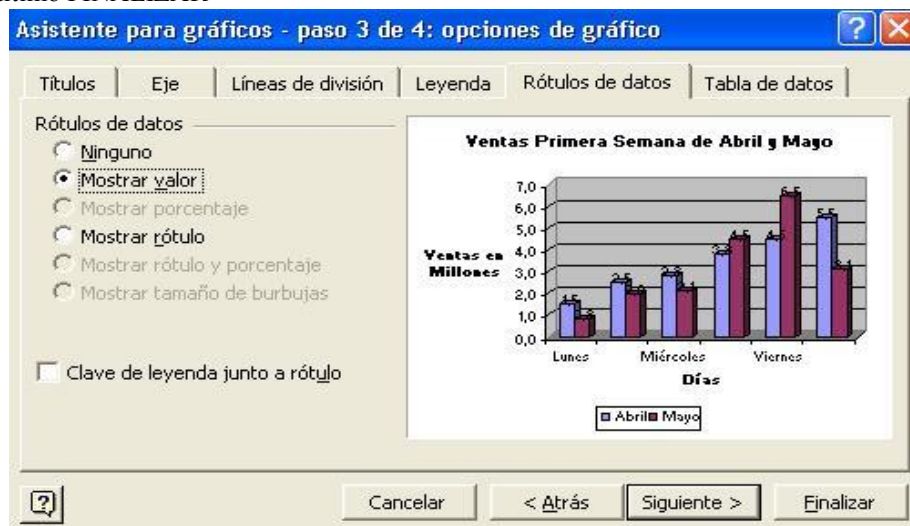 Asistente para gráficos - paso 3 de 4: opciones de gráfico
Títulos
Eje
Líneas de división
Leyenda
Rótulos de datos
Tabla de datos
Rótulos de datos
Ninguno
Mostrar valor
Mostrar porcentaje
Mostrar rótulo
Mostrar rótulo y porcentaje
Mostrar tamaño de burbujas
Clave de leyenda junto a rótulo
Ventas Primera Semana de Abril y Mayo
Ventas en
Millones
7,0
6,0
5,0
4,0
3,0
2,0
1,0
0,0
Lunes Miércoles Viernes
Días
Abril Mayo
Cancelar
< Atrás
Siguiente >
Finalizar